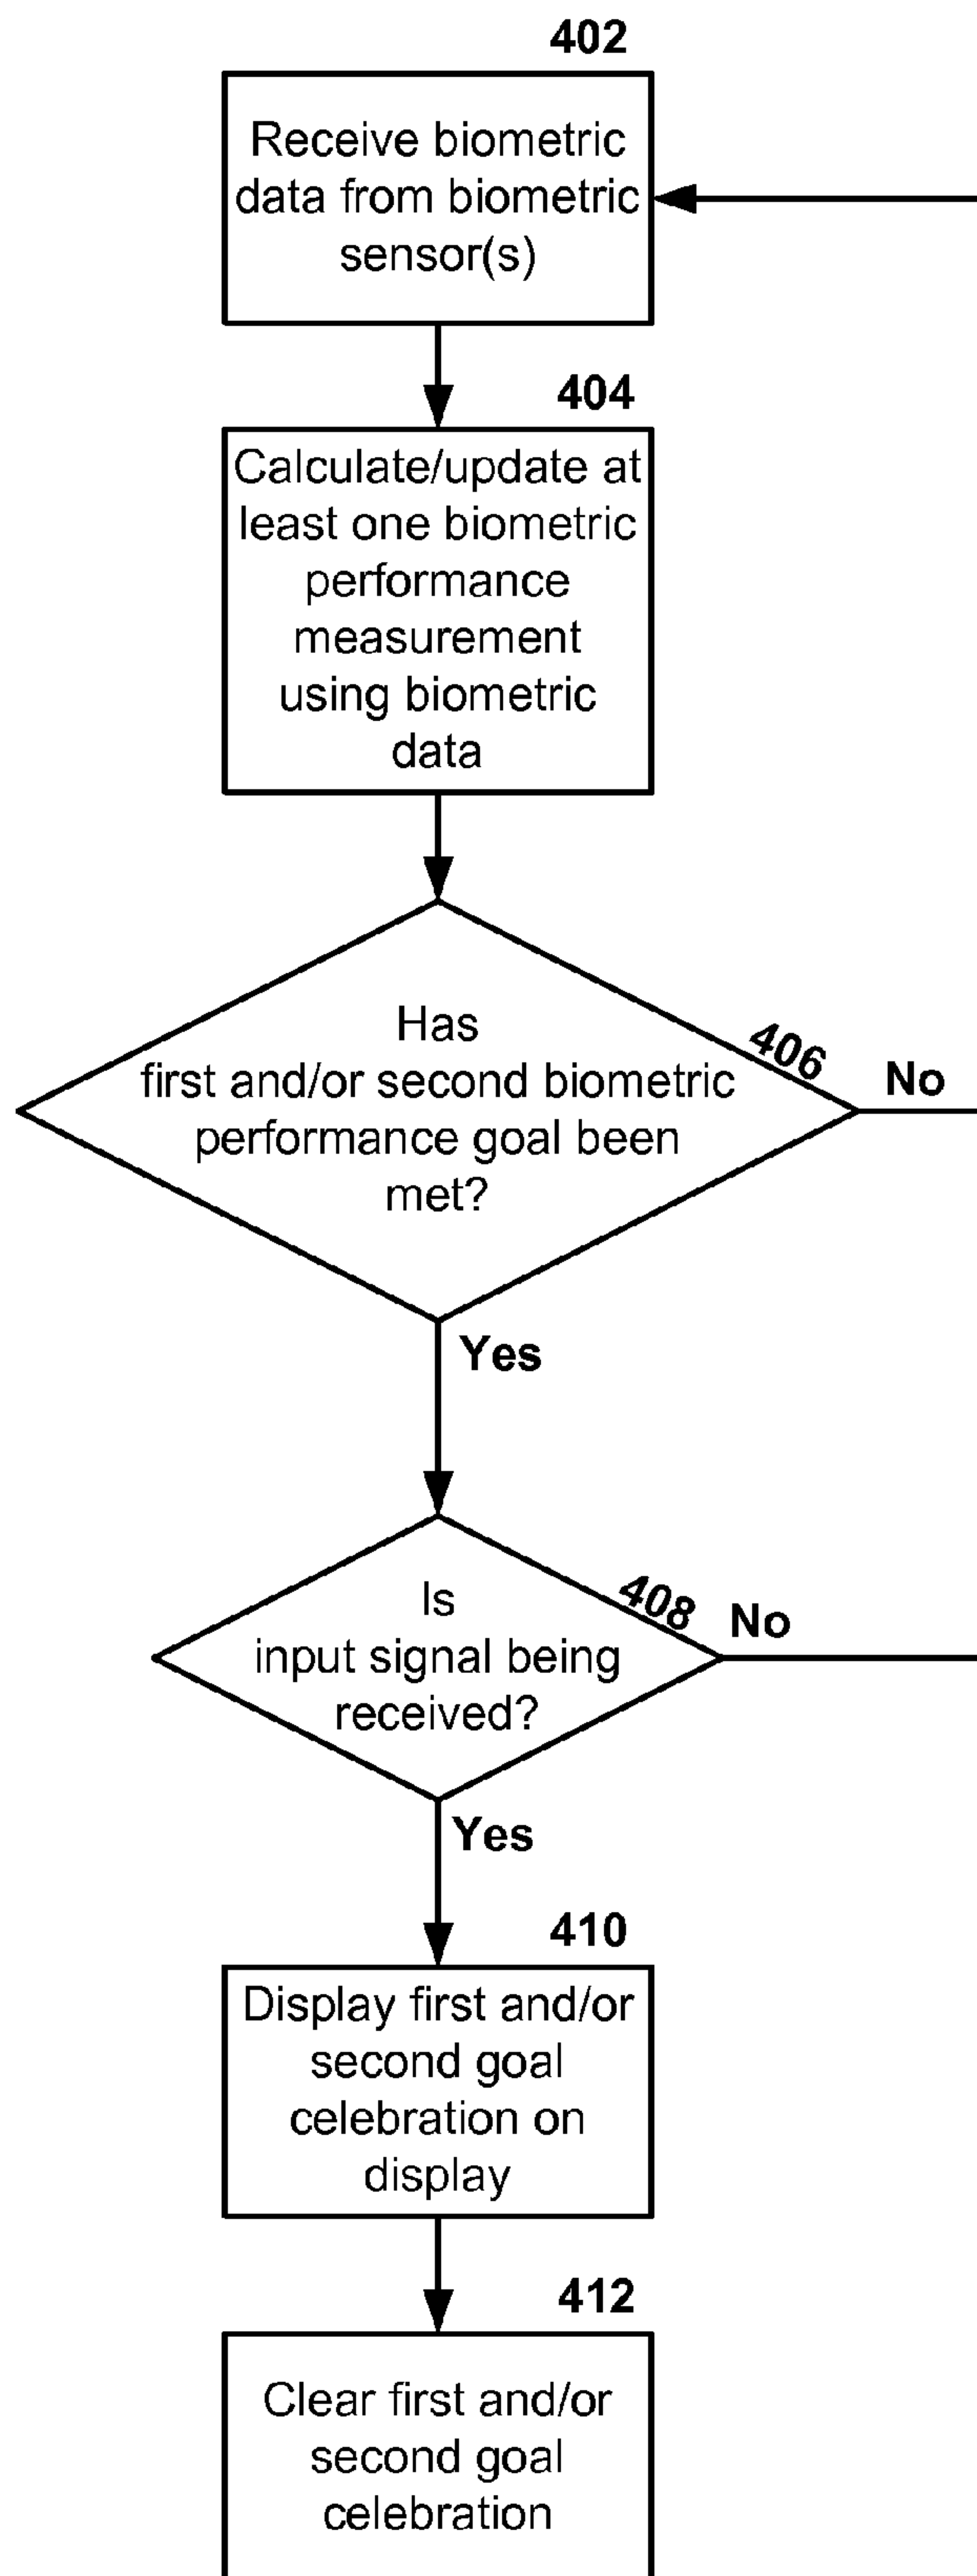 402
Receive biometric
data from biometric
sensor(s)
404
Calculate/update at
least one biometric
performance
measurement
using biometric
data
406
Has
first and/or second biometric
performance goal been
met?
No
Yes
408
Is
input signal being
received?
No
Yes
410
Display first and/or
second goal
celebration on
display
412
Clear first and/or
second goal
celebration